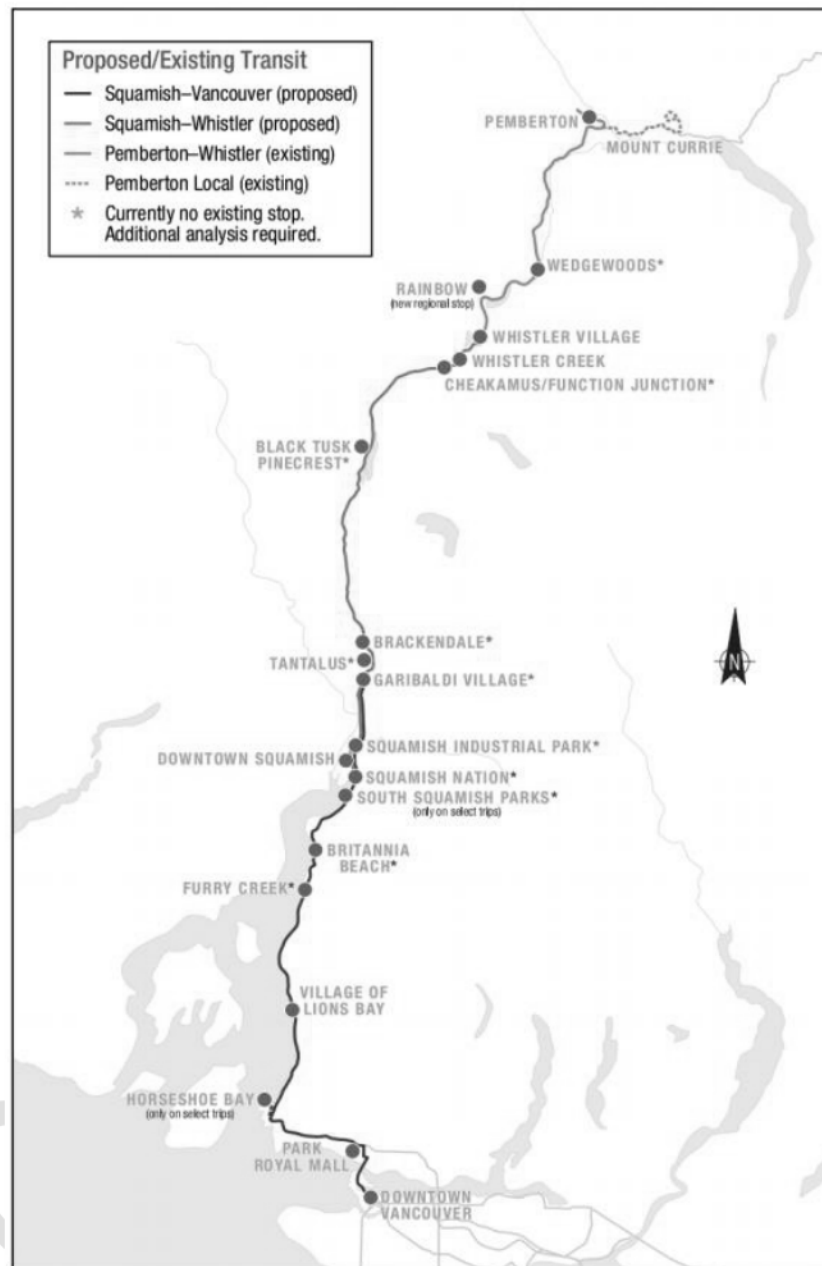 Proposed/Existing Transit
Squamish–Vancouver (proposed)
Squamish–Whistler (proposed)
Pemberton–Whistler (existing)
Pemberton Local (existing)
* Currently no existing stop.
Additional analysis required.
PEMBERTON
MOUNT CURRIE
WEDGEWOODS*
RAINBOW
(new regional stop)
WHISTLER VILLAGE
WHISTLER CREEK
CHEAKAMUS/FUNCTION JUNCTION*
BLACK TUSK
PINECREST*
BRACKENDALE*
TANTALUS*
GARIBALDI VILLAGE*
SQUAMISH INDUSTRIAL PARK*
DOWNTOWN SQUAMISH
SQUAMISH NATION*
SOUTH SQUAMISH PARKS*
(only on select trips)
BRITANNIA
BEACH*
FURRY CREEK*
VILLAGE OF
LIONS BAY
HORSESHOE BAY
(only on select trips)
PARK
ROYAL MALL
DOWNTOWN
VANCOUVER
N